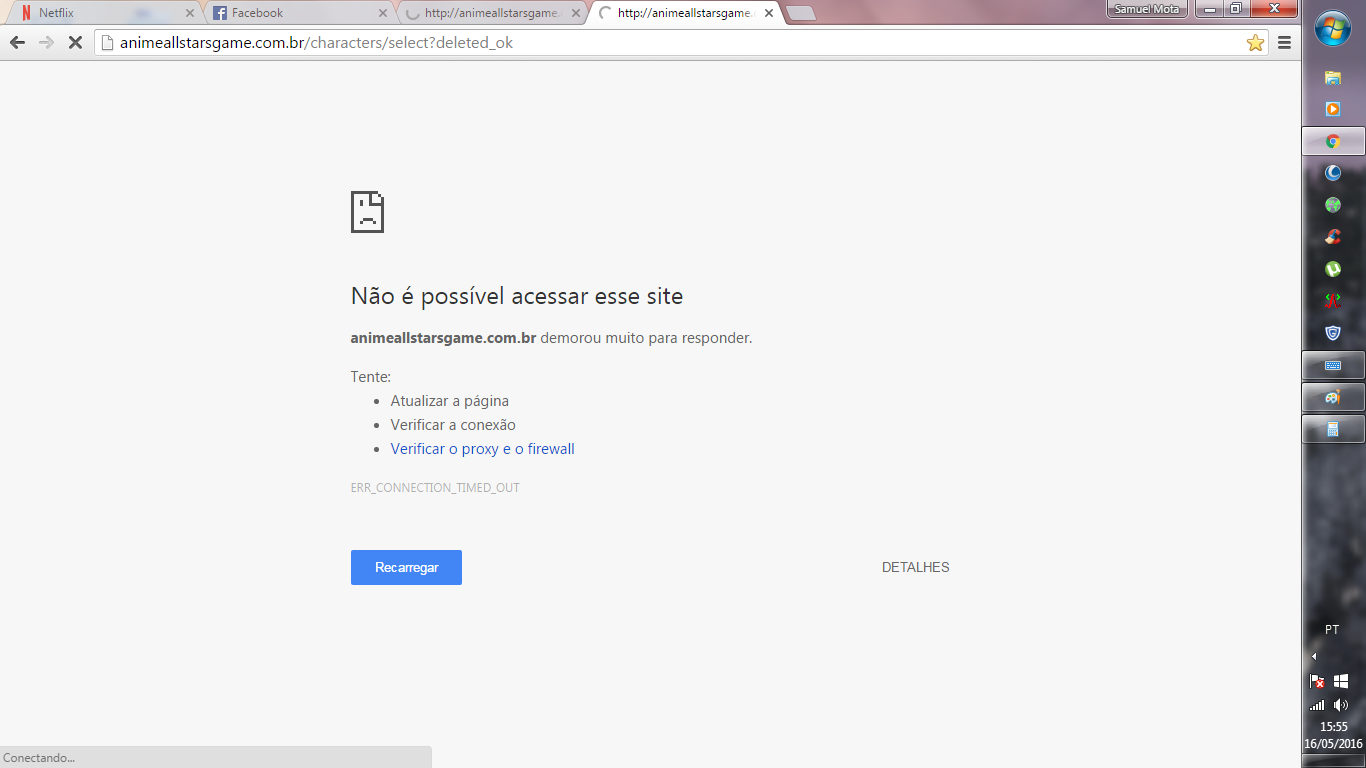 Netflix
Facebook
http://animeallstarsgame.
http://animeallstarsgame.
Samuel Mota
animeallstarsgame.com.br/characters/select?deleted_ok
Não é possível acessar esse site
animeallstarsgame.com.br demorou muito para responder.
Tente:
Atualizar a página
Verificar a conexão
Verificar o proxy e o firewall
ERR_CONNECTION_TIMED_OUT
Recarregar
DETALHES
Conectando...
PT
15:55
16/05/2016